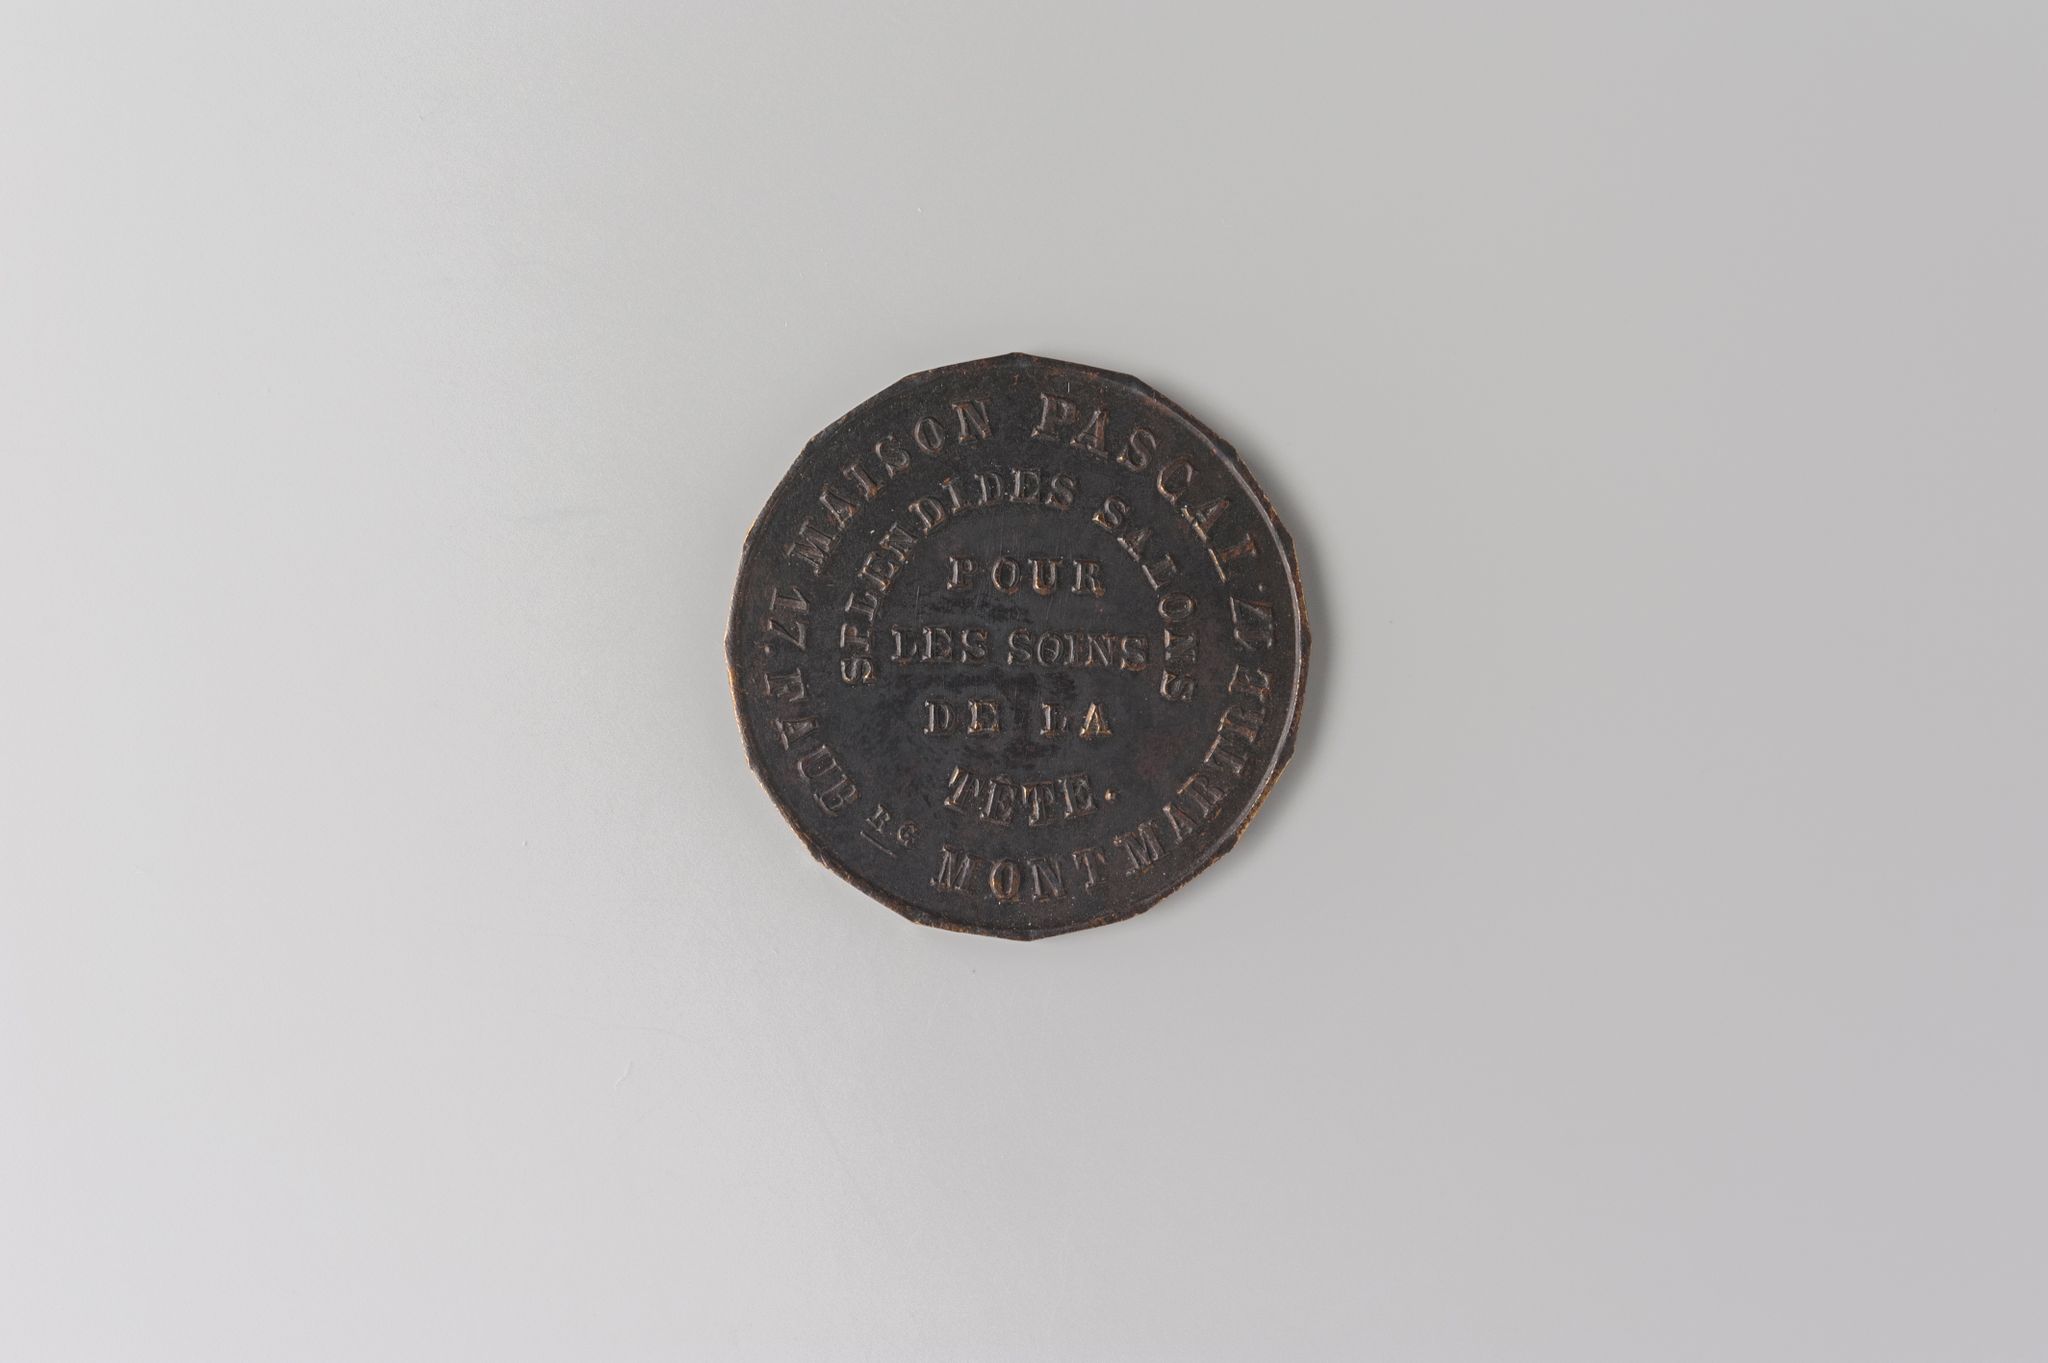 MAISON PASCAL.
17, FAUB RG MONTMARTRE, 17
SPLENDIDES SALONS
POUR
LES SOINS
DE LA
TÊTE.